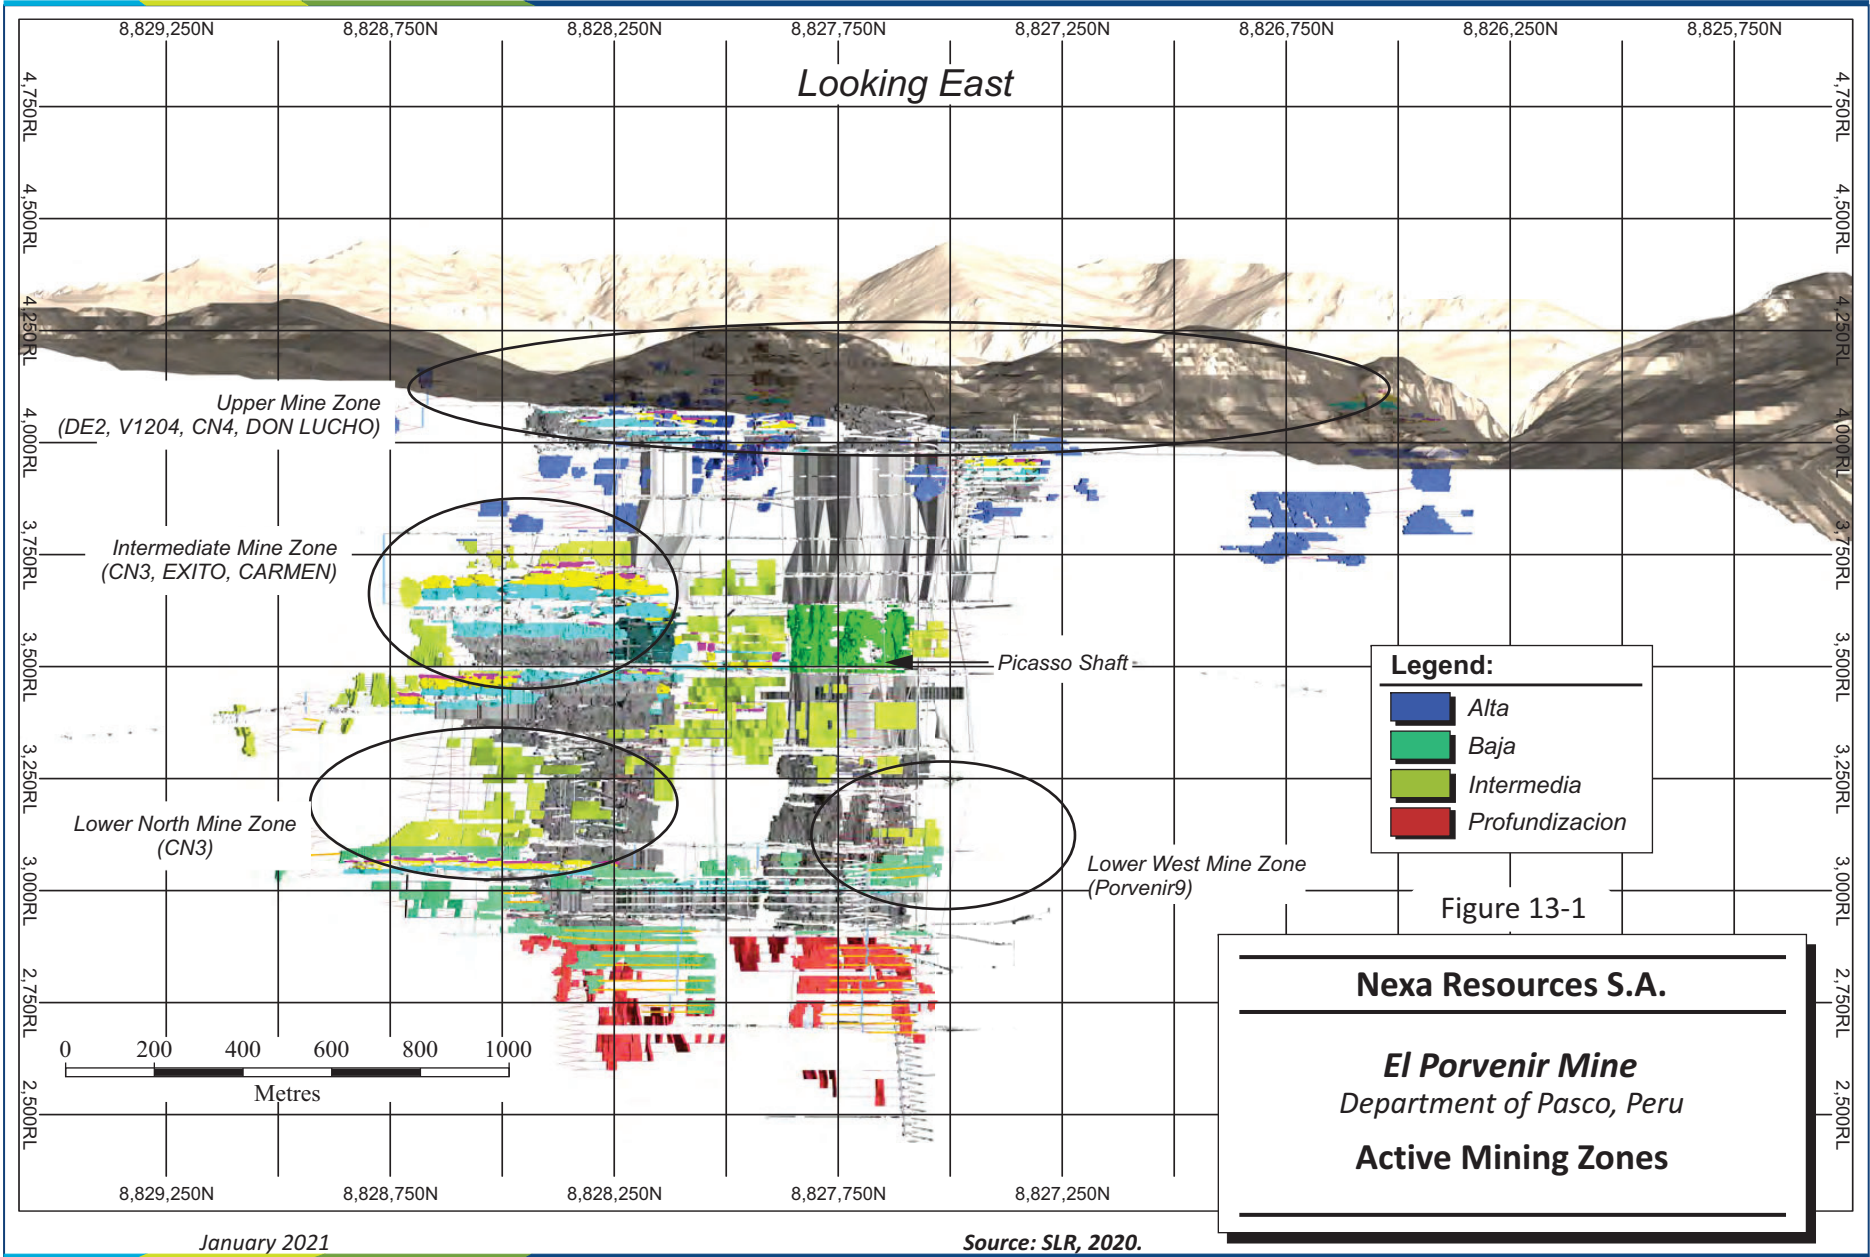 8,829,250N 8,828,750N 8,828,250N 8,827,750N 8,827,250N 8,826,750N 8,826,250N 8,825,750N
Looking East
4,750RL 4,750RL
4,500RL 4,500RL
4,250RL 4,250RL
Upper Mine Zone
(DE2, V1204, CN4, DON LUCHO)
4,000RL 4,000RL
Intermediate Mine Zone
(CN3, EXITO, CARMEN)
3,750RL 3,750RL
Picasso Shaft
3,500RL 3,500RL
Legend:
Alta
Baja
Intermedia
Profundizacion
3,250RL 3,250RL
Lower North Mine Zone
(CN3)
Lower West Mine Zone
(Porvenir9)
3,000RL 3,000RL
Figure 13-1
Nexa Resources S.A.
2,750RL 2,750RL
0 200 400 600 800 1000
Metres
El Porvenir Mine
Department of Pasco, Peru
2,500RL 2,500RL
Active Mining Zones
8,829,250N 8,828,750N 8,828,250N 8,827,750N 8,827,250N
January 2021
Source: SLR, 2020.